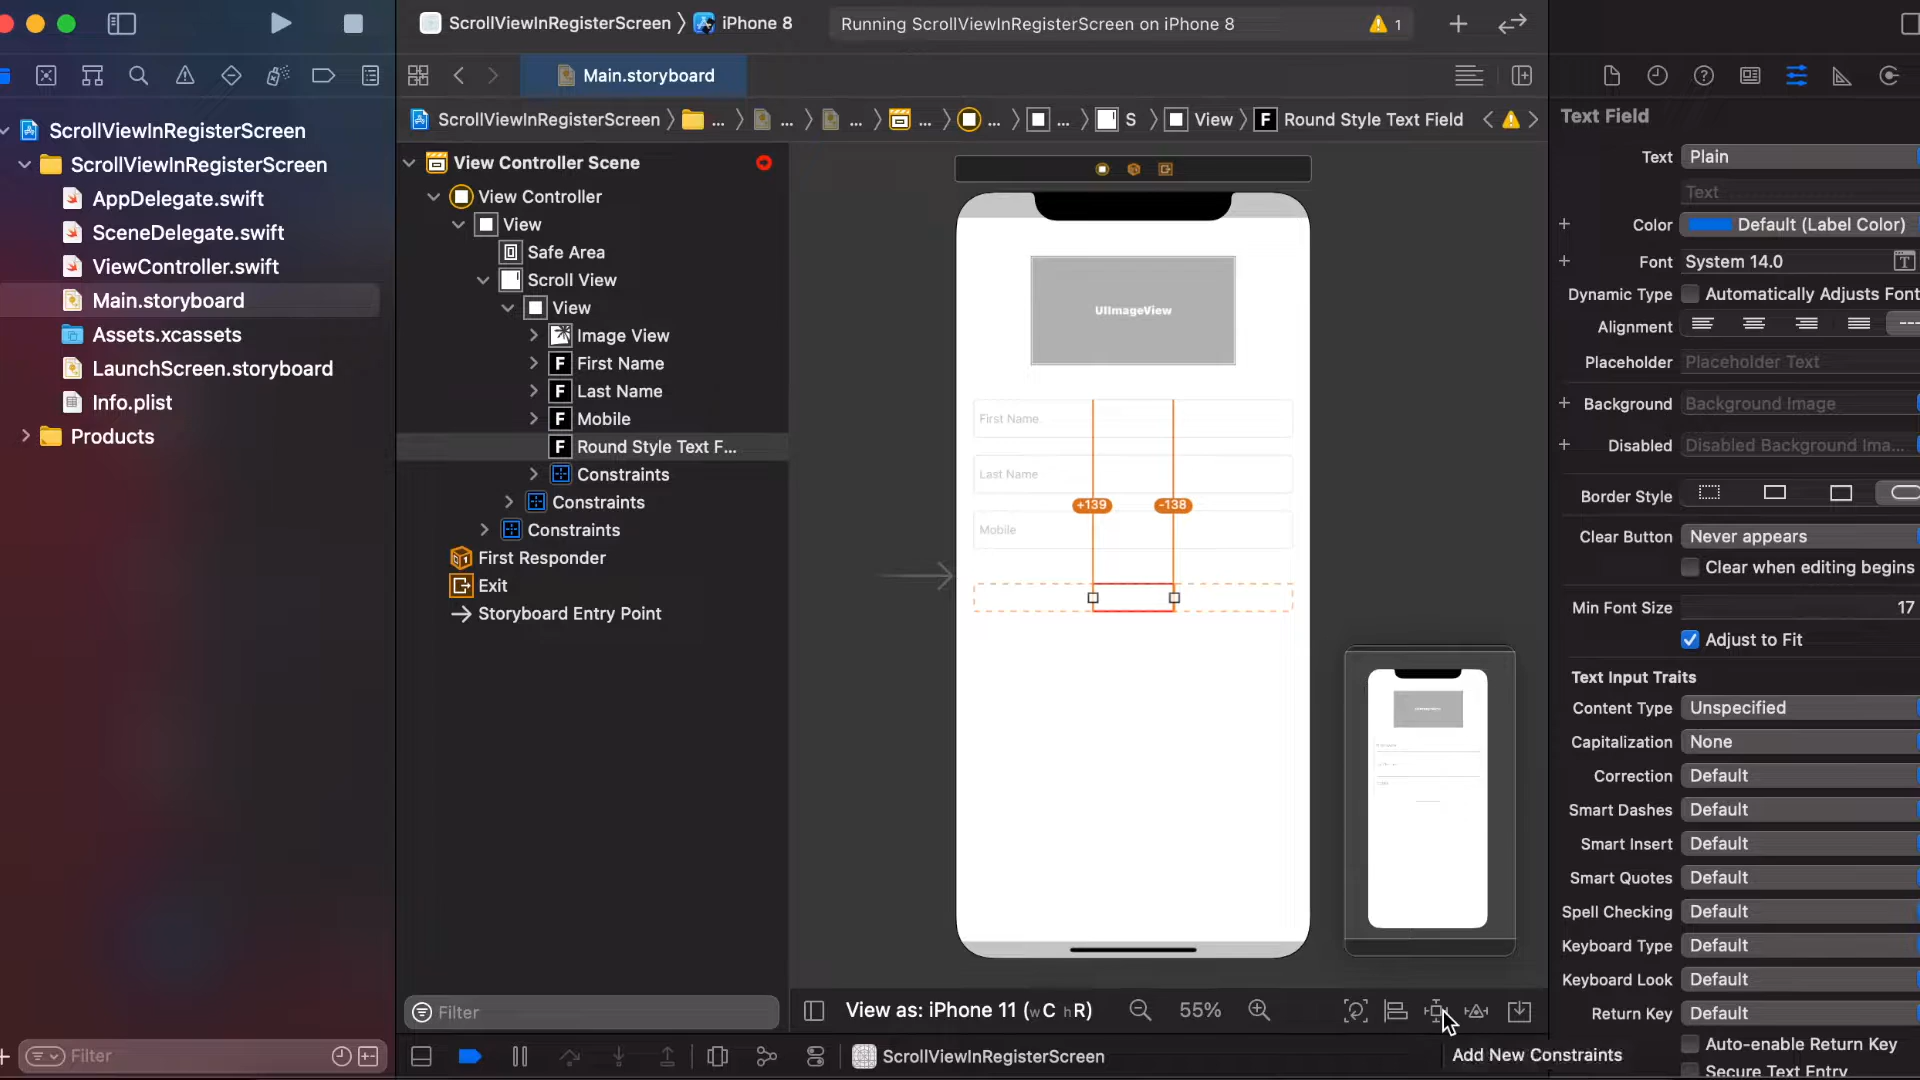 ScrollViewInRegisterScreen
iPhone 8
Running ScrollViewInRegisterScreen on iPhone 8
1
Main.storyboard
ScrollViewInRegisterScreen
...
...
...
...
...
...
S
View
F
Round Style Text Field
ScrollViewInRegisterScreen
ScrollViewInRegisterScreen
AppDelegate.swift
SceneDelegate.swift
ViewController.swift
Main.storyboard
Assets.xcassets
LaunchScreen.storyboard
Info.plist
Products
Filter
View Controller Scene
View Controller
View
Safe Area
Scroll View
View
Image View
F First Name
F Last Name
F Mobile
F Round Style Text F...
Constraints
Constraints
Constraints
First Responder
Exit
Storyboard Entry Point
Filter
UIImageView
First Name
Last Name
+139
-138
Mobile
View as: iPhone 11 (wC hR)
55%
ScrollViewInRegisterScreen
Add New Constraints
Text Field
Text Plain
Text
Color Default (Label Color)
Font System 14.0
T
Dynamic Type Automatically Adjusts Font
Alignment
Placeholder Placeholder Text
Background Background Image
Disabled Disabled Background Ima...
Border Style
Clear Button Never appears
Clear when editing begins
Min Font Size 17
Adjust to Fit
Text Input Traits
Content Type Unspecified
Capitalization None
Correction Default
Smart Dashes Default
Smart Insert Default
Smart Quotes Default
Spell Checking Default
Keyboard Type Default
Keyboard Look Default
Return Key Default
Auto-enable Return Key
Secure Text Entry